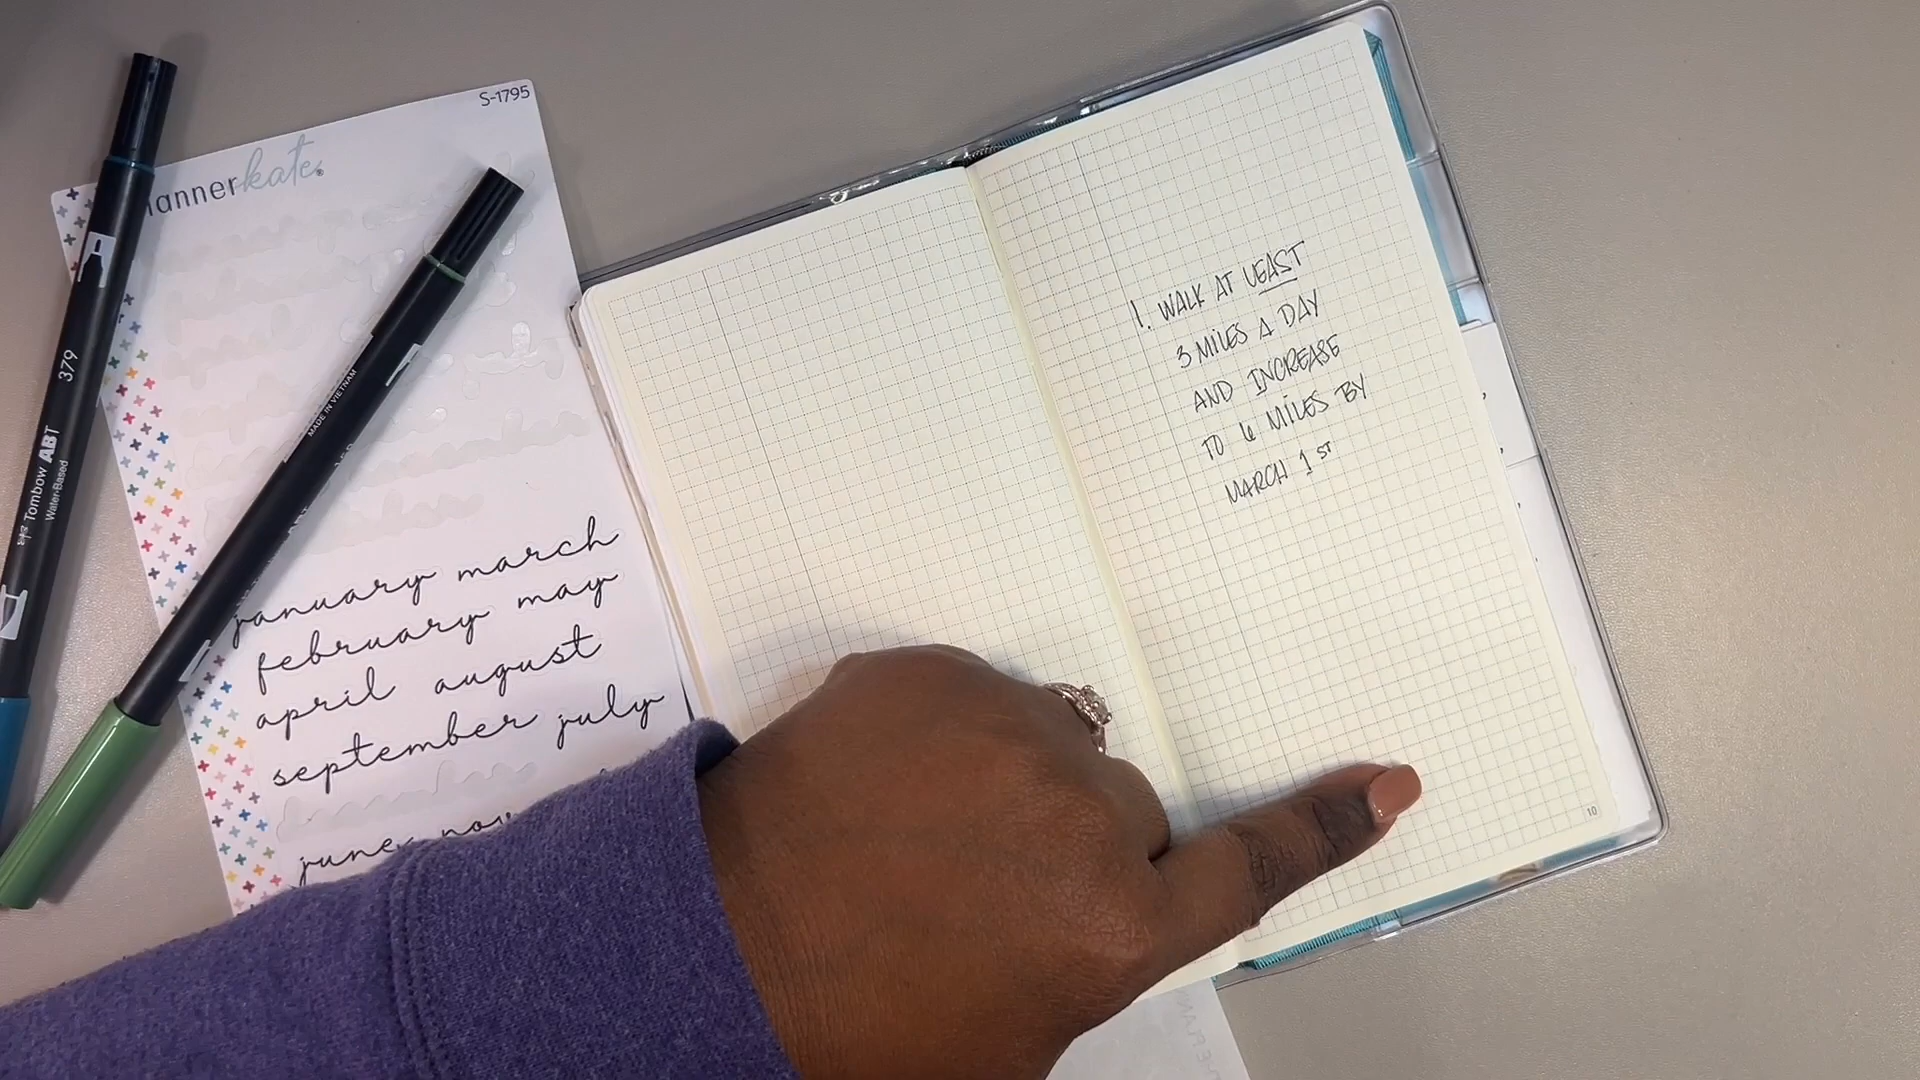 S-1795
kate®
379
Tombow ABT
Water-Based
MADE IN VIETNAM
january march
february may
april august
september july
june
1. WALK AT LEAST
3 MILES A DAY
AND INCREASE
TO 6 MILES BY
MARCH 1ST
10